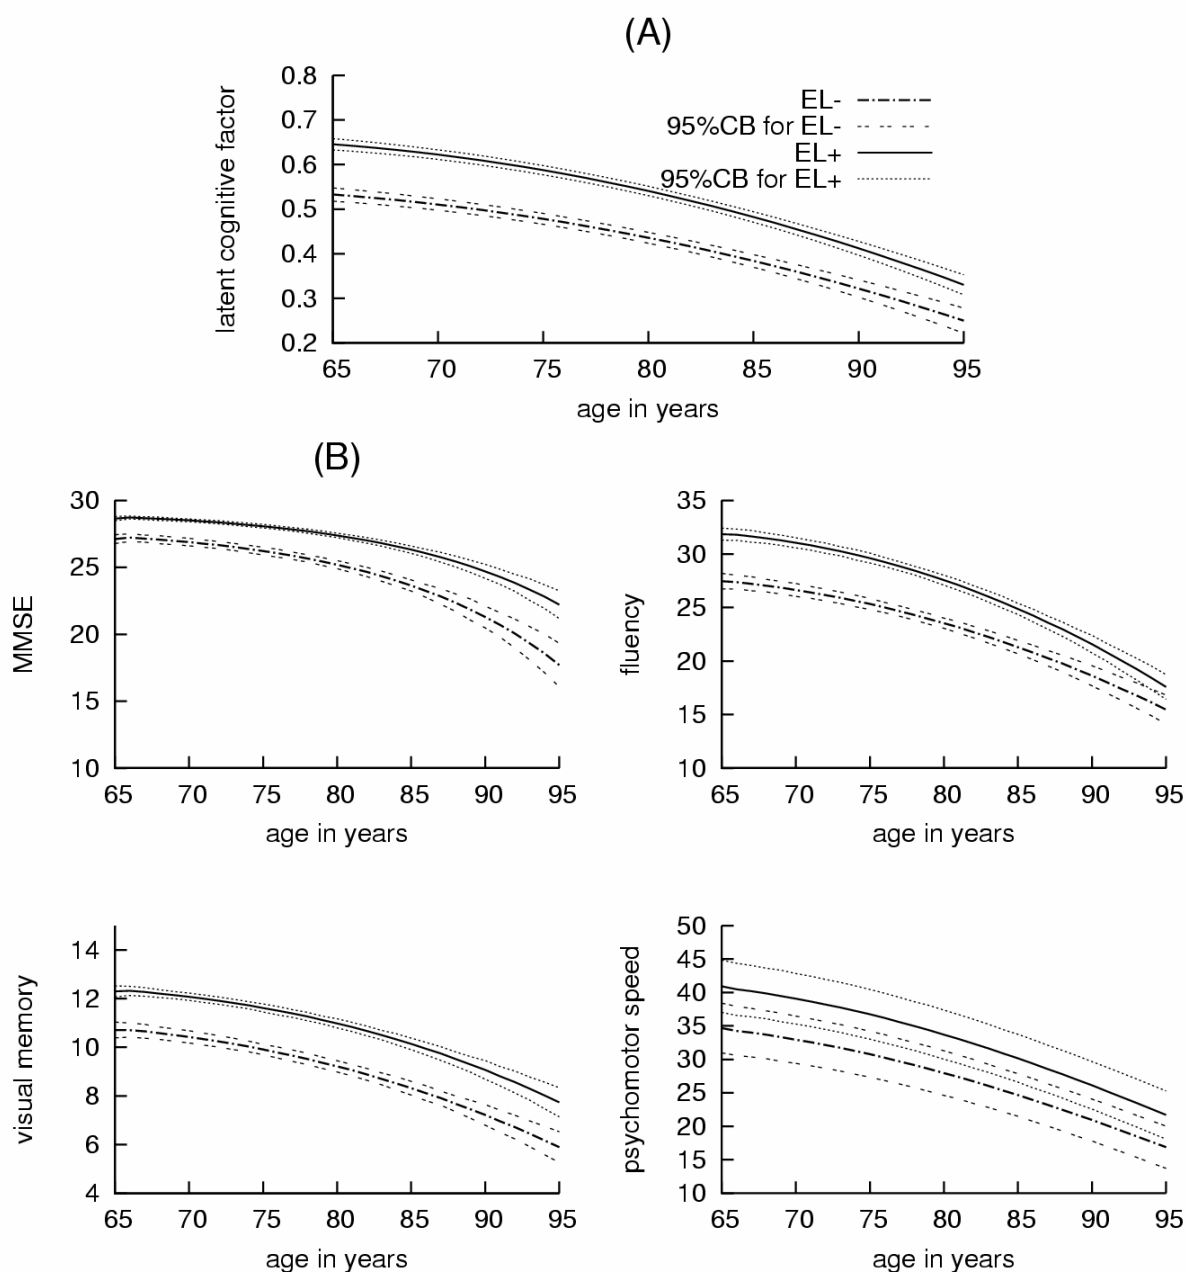 (A)
latent cognitive factor
0.8
0.7
0.6
0.5
0.4
0.3
0.2
EL-
95%CB for EL-
EL+
95%CB for EL+
65 70 75 80 85 90 95
age in years
(B)
MMSE
30
25
20
15
10
65 70 75 80 85 90 95
age in years
fluency
35
30
25
20
15
10
65 70 75 80 85 90 95
age in years
visual memory
14
12
10
8
6
4
65 70 75 80 85 90 95
age in years
psychomotor speed
50
45
40
35
30
25
20
15
10
65 70 75 80 85 90 95
age in years